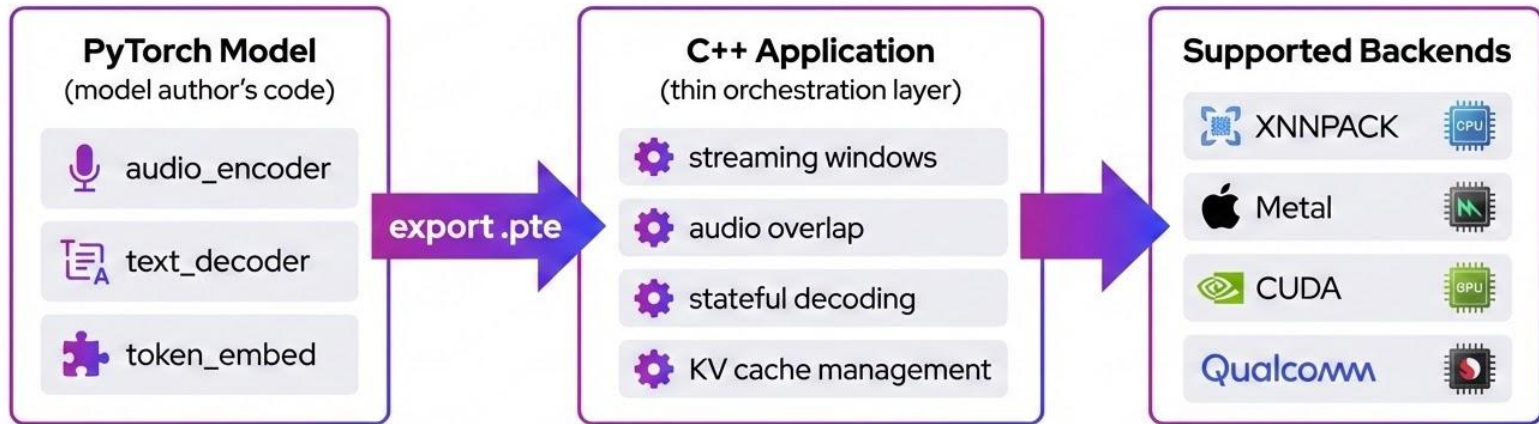 PyTorch Model
(model author's code)
audio_encoder
text_decoder
token_embed
export .pte
C++ Application
(thin orchestration layer)
streaming windows
audio overlap
stateful decoding
KV cache management
Supported Backends
XNNPACK
CPU
Metal
CUDA
GPU
Qualcomm